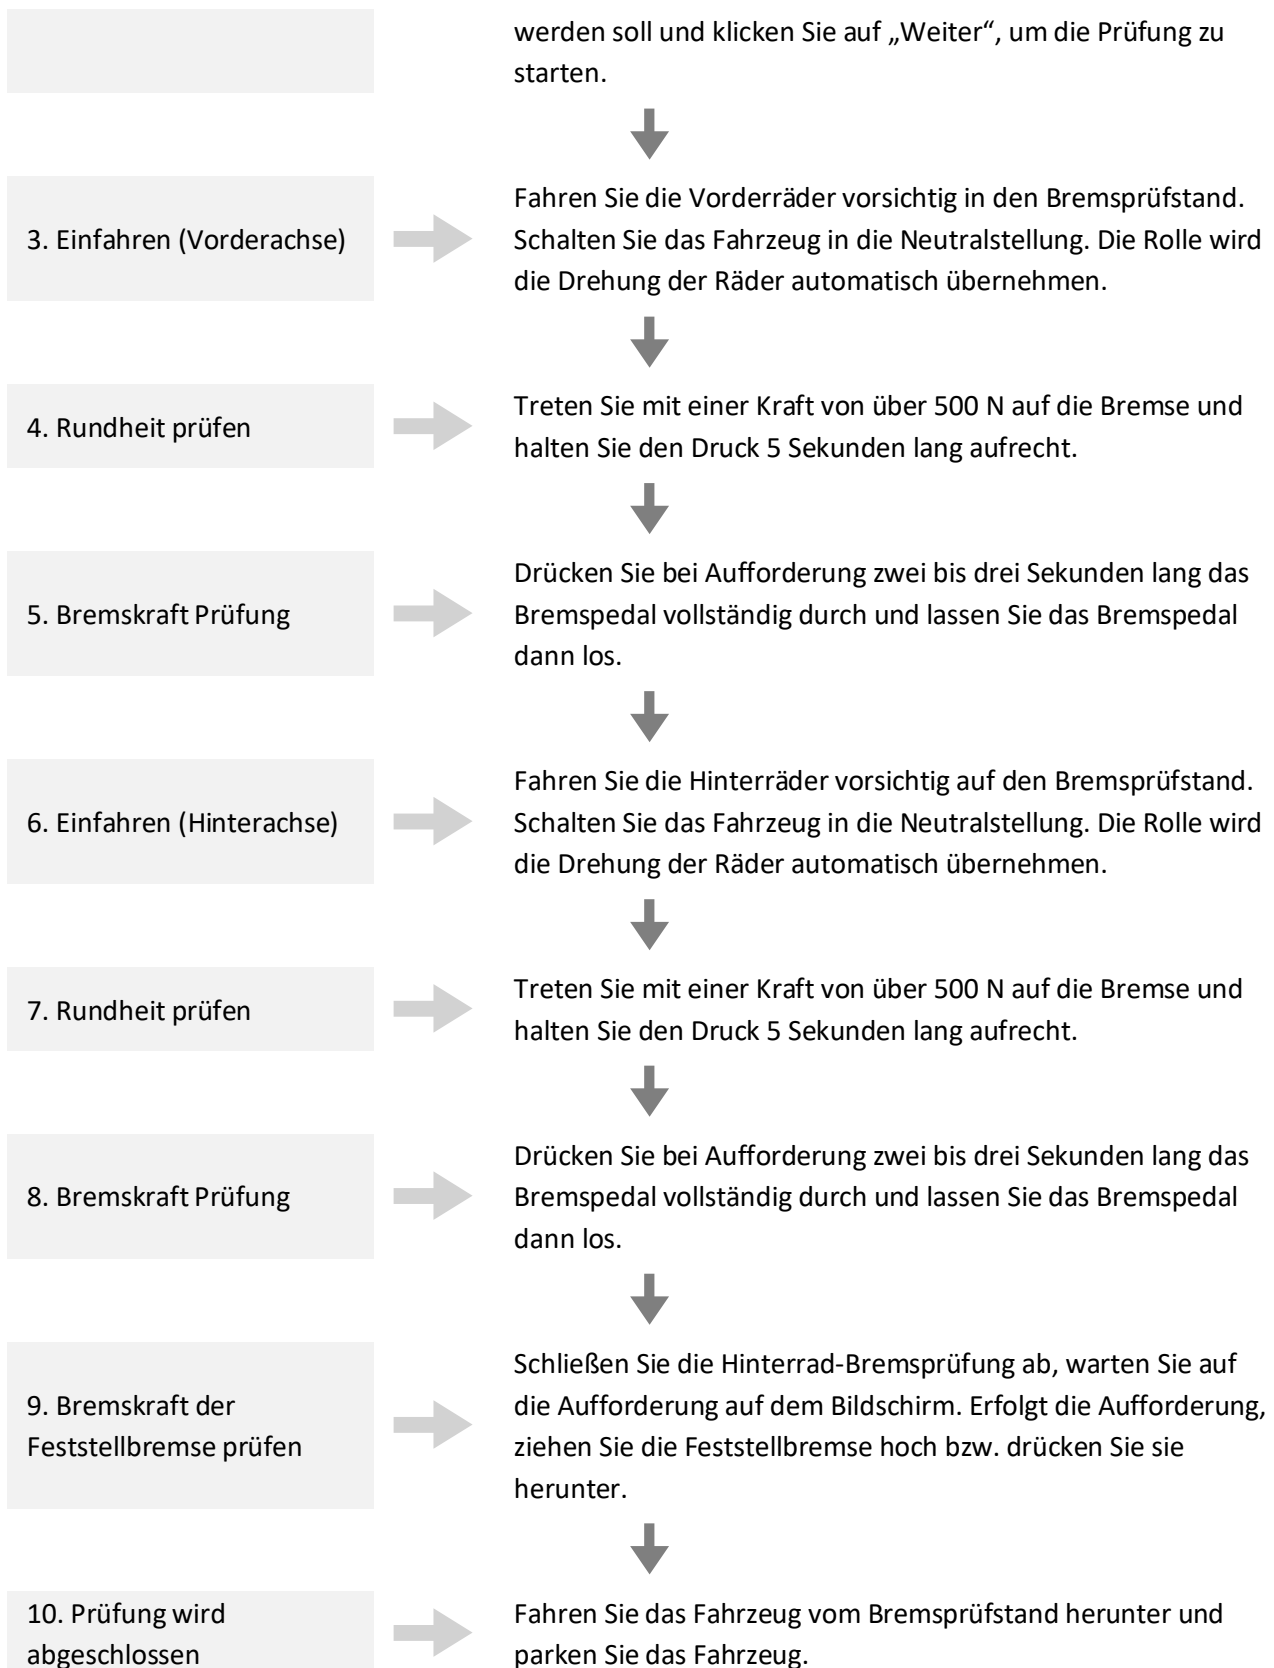 werden soll und klicken Sie auf „Weiter“, um die Prüfung zu
starten.
3. Einfahren (Vorderachse)
Fahren Sie die Vorderräder vorsichtig in den Bremsprüfstand.
Schalten Sie das Fahrzeug in die Neutralstellung. Die Rolle wird
die Drehung der Räder automatisch übernehmen.
4. Rundheit prüfen
Treten Sie mit einer Kraft von über 500 N auf die Bremse und
halten Sie den Druck 5 Sekunden lang aufrecht.
5. Bremskraft Prüfung
Drücken Sie bei Aufforderung zwei bis drei Sekunden lang das
Bremspedal vollständig durch und lassen Sie das Bremspedal
dann los.
6. Einfahren (Hinterachse)
Fahren Sie die Hinterräder vorsichtig auf den Bremsprüfstand.
Schalten Sie das Fahrzeug in die Neutralstellung. Die Rolle wird
die Drehung der Räder automatisch übernehmen.
7. Rundheit prüfen
Treten Sie mit einer Kraft von über 500 N auf die Bremse und
halten Sie den Druck 5 Sekunden lang aufrecht.
8. Bremskraft Prüfung
Drücken Sie bei Aufforderung zwei bis drei Sekunden lang das
Bremspedal vollständig durch und lassen Sie das Bremspedal
dann los.
9. Bremskraft der
Feststellbremse prüfen
Schließen Sie die Hinterrad-Bremsprüfung ab, warten Sie auf
die Aufforderung auf dem Bildschirm. Erfolgt die Aufforderung,
ziehen Sie die Feststellbremse hoch bzw. drücken Sie sie
herunter.
10. Prüfung wird
abgeschlossen
Fahren Sie das Fahrzeug vom Bremsprüfstand herunter und
parken Sie das Fahrzeug.